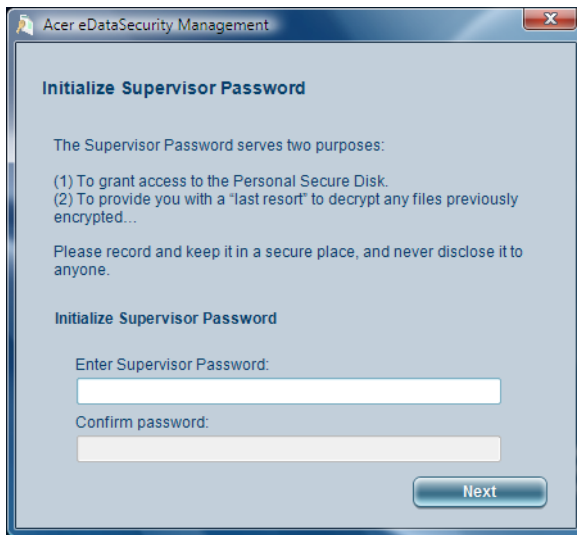 Acer eDataSecurity Management
Initialize Supervisor Password
The Supervisor Password serves two purposes:
(1) To grant access to the Personal Secure Disk.
(2) To provide you with a “last resort” to decrypt any files previously
encrypted...
Please record and keep it in a secure place, and never disclose it to
anyone.
Initialize Supervisor Password
Enter Supervisor Password:
Confirm password:
Next